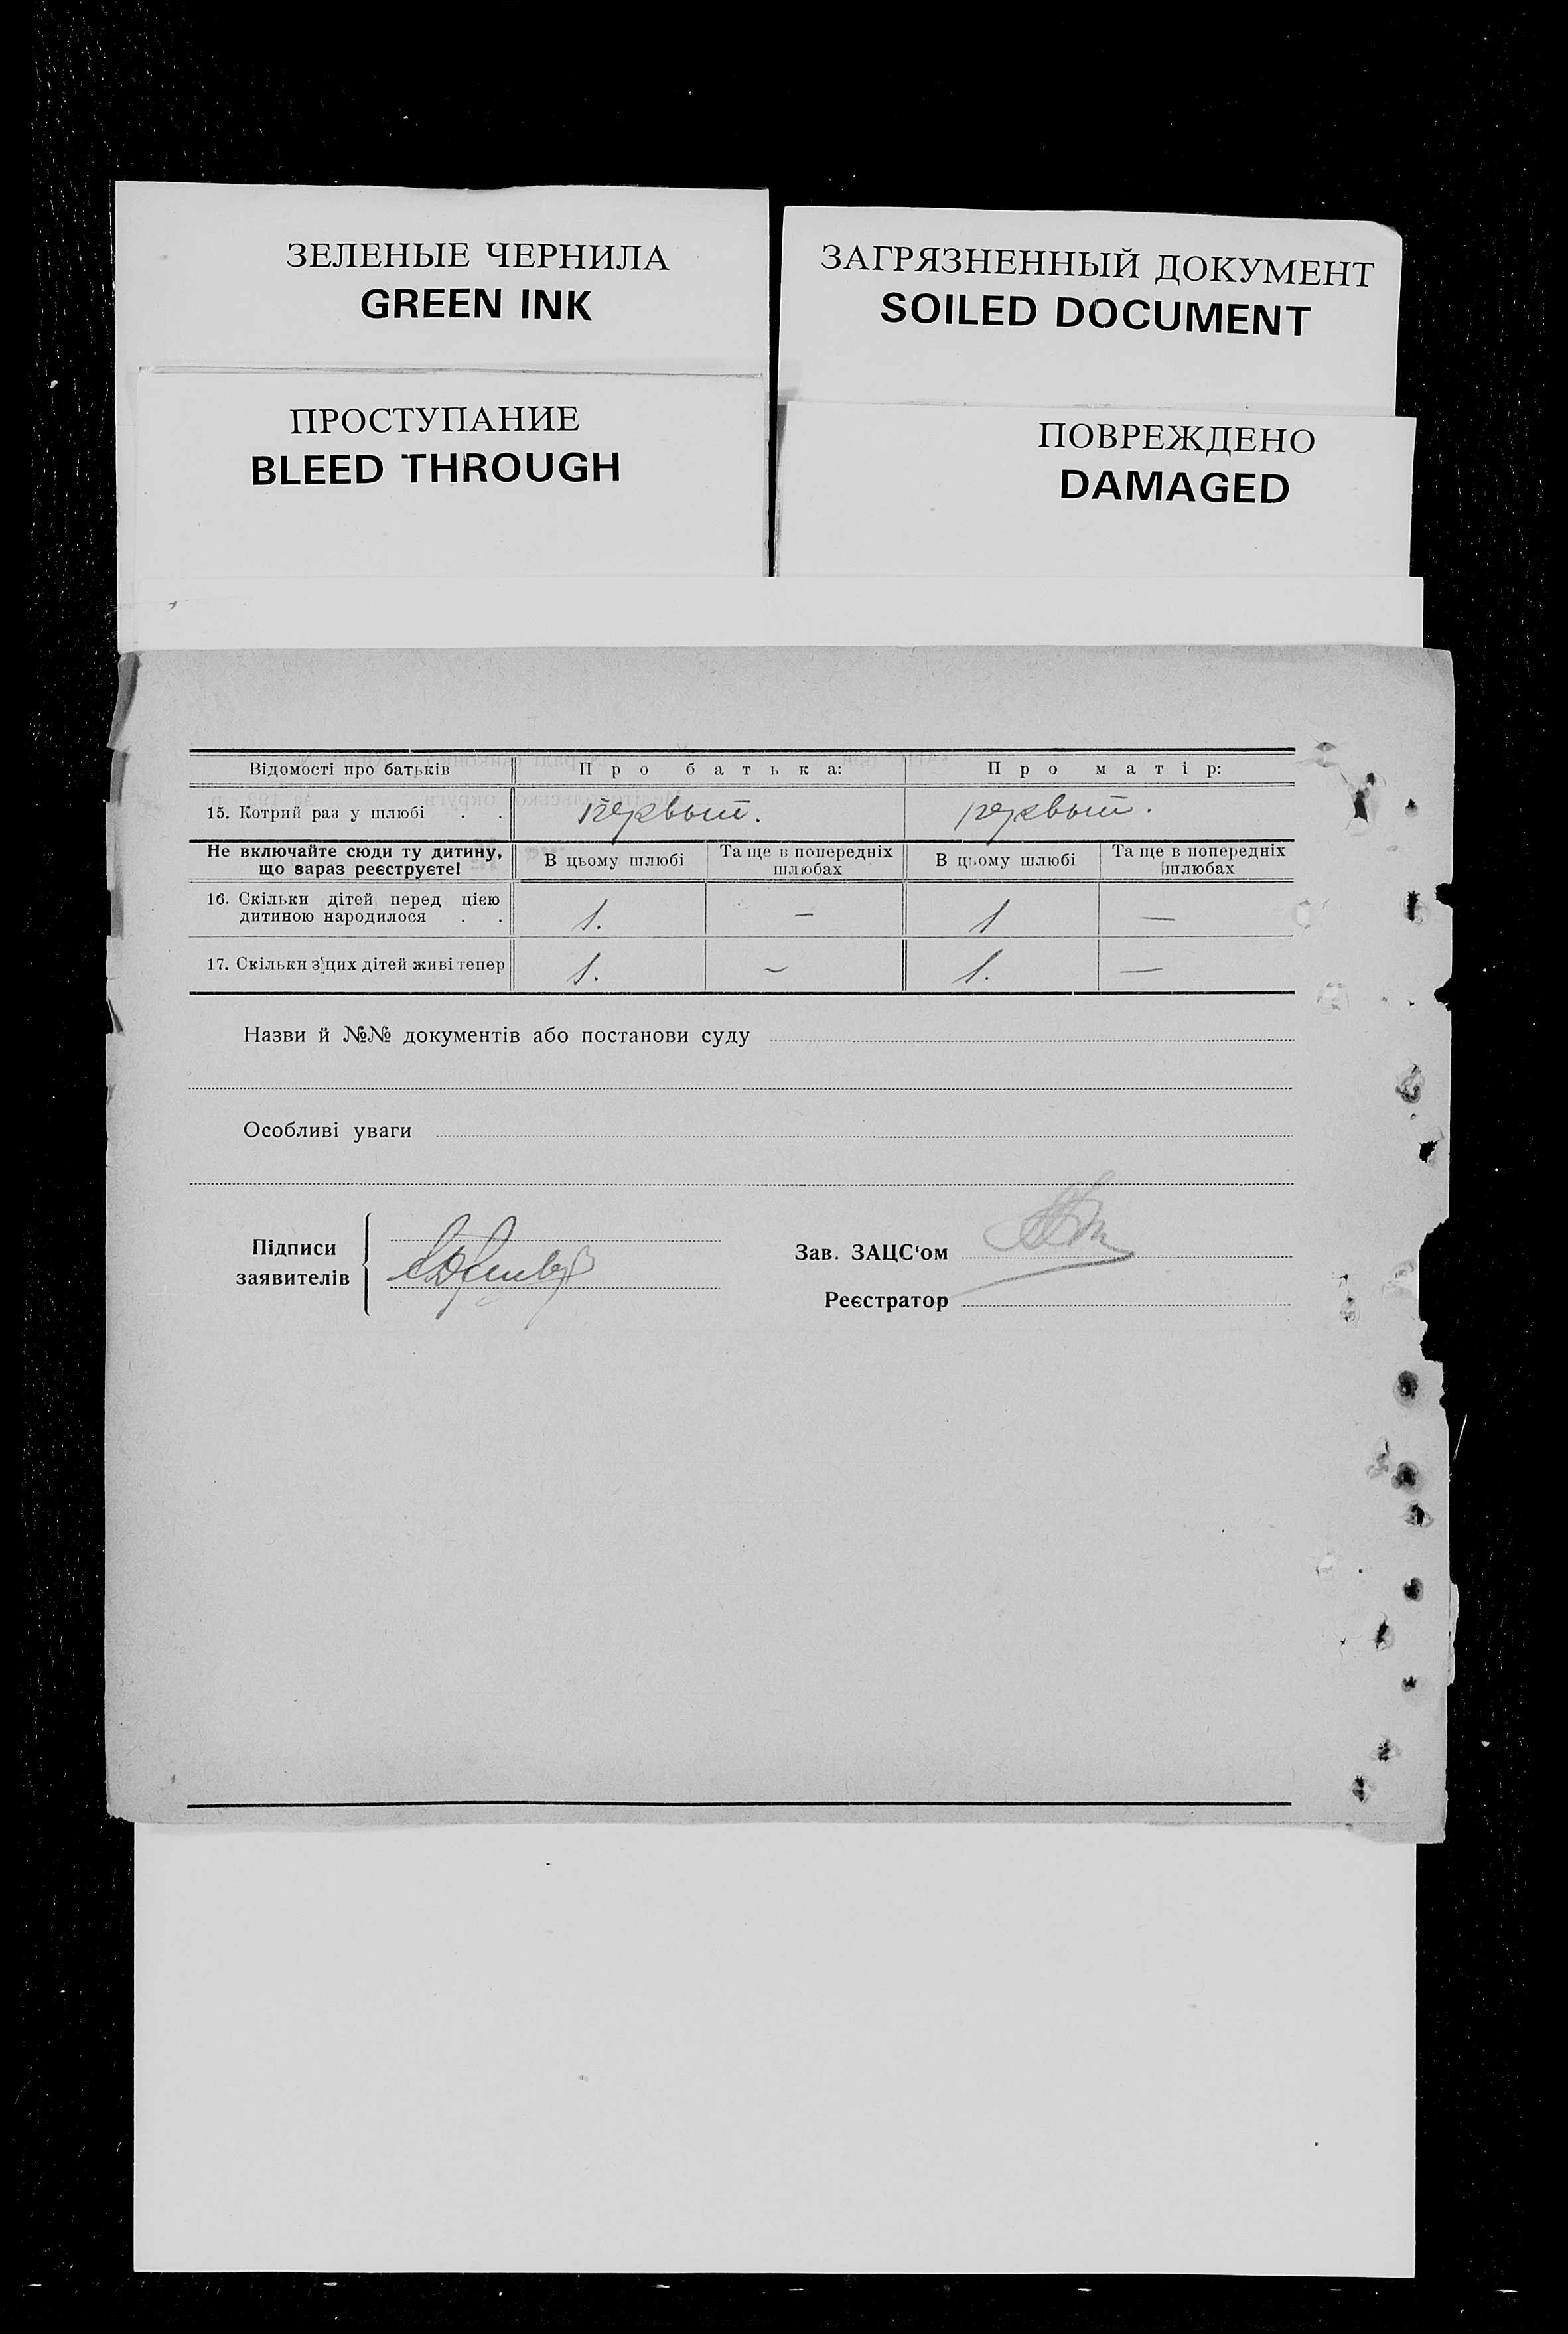 ЗЕЛЕНЫЕ ЧЕРНИЛА
GREEN INK
ЗАГРЯЗНЕННЫЙ ДОКУМЕНТ
SOILED DOCUMENT
ПРОСТУПАНИЕ
BLEED THROUGH
ПОВРЕЖДЕНО
DAMAGED
Відомості про батьків Про батька: Про матір:
15. Котрий раз у шлюбі . . первый. первый.
Не включайте сюди ту дитину, що зараз реєструєте! В цьому шлюбі Та ще в попередніх шлюбах В цьому шлюбі Та ще в попередніх шлюбах
16. Скільки дітей перед цією
дитиною народилося . . 1. — 1 —
17. Скільки з цих дітей живі тепер 1. — 1. —
Назви й №№ документів або постанови суду
Особливі уваги
Підписи
заявителів
Зав. ЗАЦС‘ом
Реєстратор